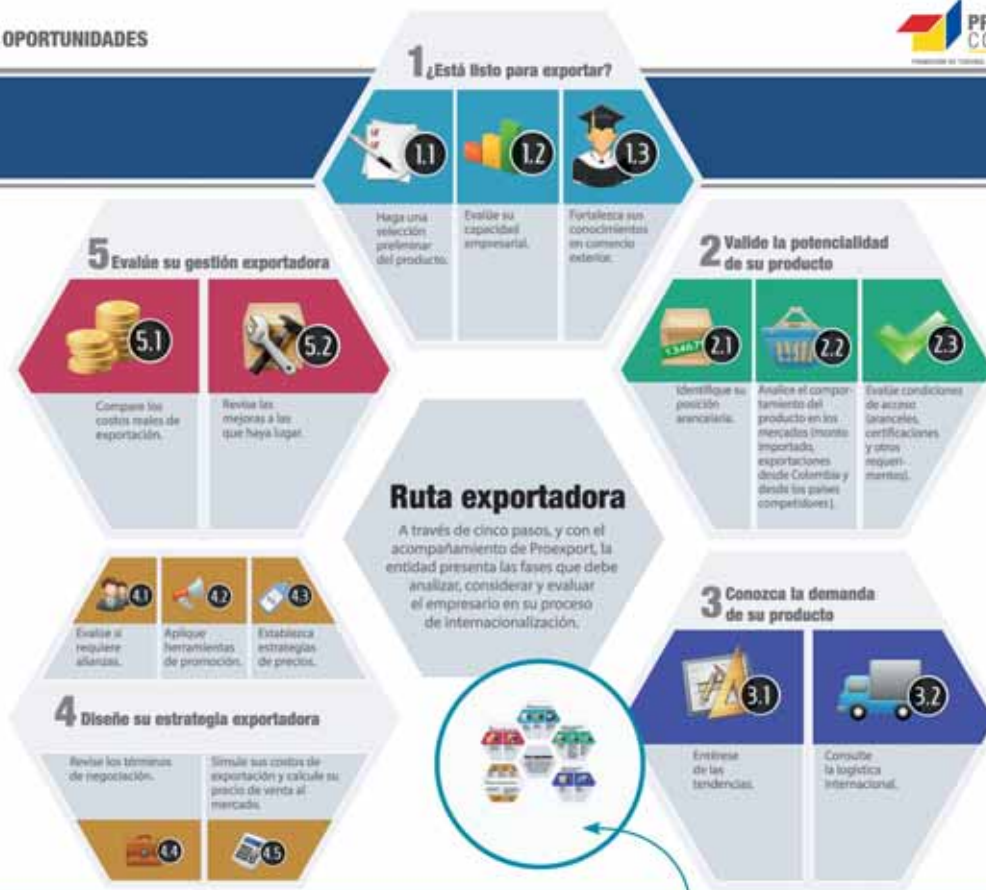 OPORTUNIDADES
1 ¿Está listo para exportar?
1.1
1.2
1.3
Haga una
selección
preliminar
del producto.
Evalúe su
capacidad
empresarial.
Fortalezca sus
conocimientos
en comercio
exterior.
2 Valide la potencialidad
de su producto
2.1
2.2
2.3
Identifique su
posición
arancelaria.
Analice el compor-
tamiento del
producto en los
mercados (monto
importado,
exportaciones
desde Colombia y
desde los países
competidores).
Evalúe condiciones
de acceso
(aranceles,
certificaciones
y otros
requeri-
mientos).
3 Conozca la demanda
de su producto
3.1
3.2
Entérese
de las
tendencias.
Consulte
la logística
internacional.
4.1
4.2
4.3
Evalúe si
requiere
alianzas.
Aplique
herramientas
de promoción.
Establezca
estrategias
de precios.
4 Diseñe su estrategia exportadora
Revise los términos
de negociación.
Simule sus costos de
exportación y calcule su
precio de venta al
mercado.
4.4
4.5
5 Evalúe su gestión exportadora
5.1
5.2
Compare los
costos reales de
exportación.
Revise las
mejoras a las
que haya lugar.
Ruta exportadora
A través de cinco pasos, y con el
acompañamiento de Proexport, la
entidad presenta las fases que debe
analizar, considerar y evaluar
el empresario en su proceso
de internacionalización.